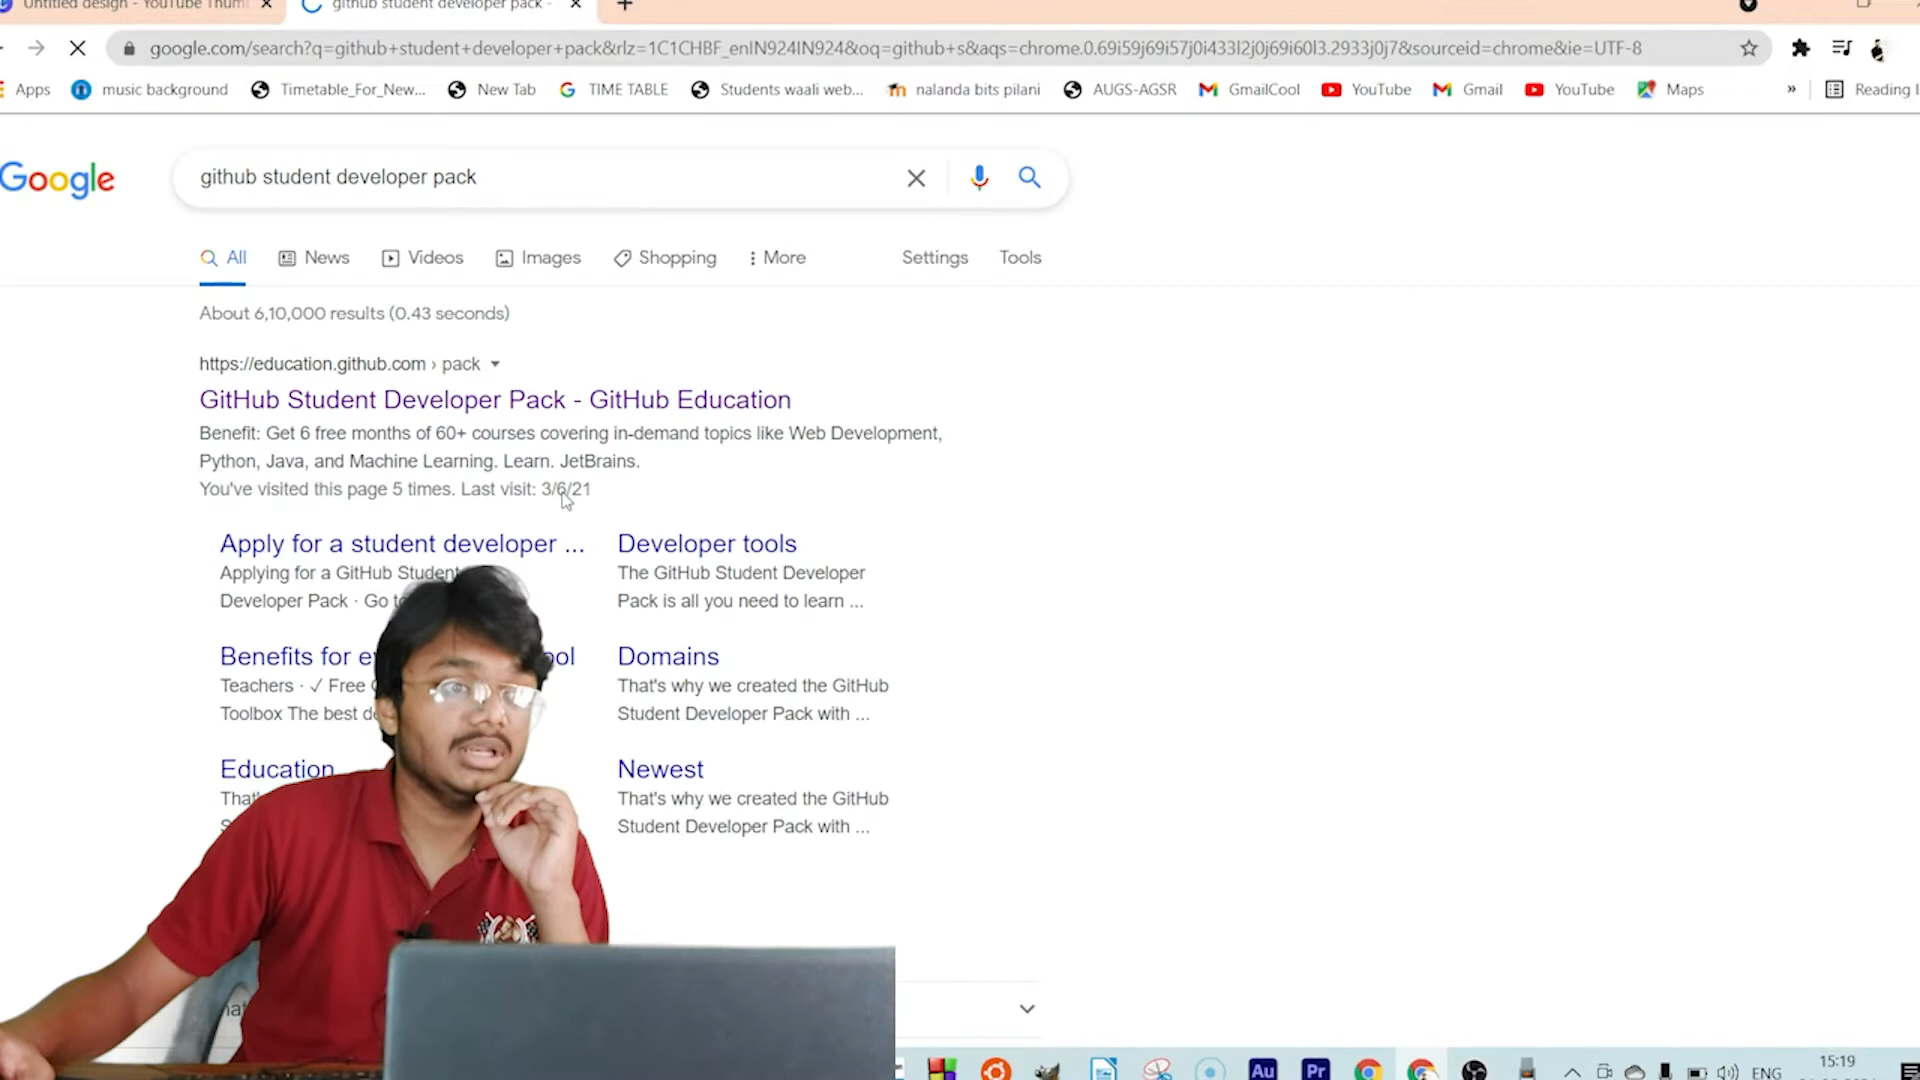 Untitled design - YouTube Thum
github student developer pack -
google.com/search?q=github+student+developer+pack&rlz=1C1CHBF_enIN924IN924&oq=github+s&aqs=chrome.0.69i59j69i57j0i433l2j0j69i60l3.2933j0j7&sourceid=chrome&ie=UTF-8
Apps music background Timetable_For_New... New Tab TIME TABLE Students waali web... nalanda bits pilani AUGS-AGSR GmailCool YouTube Gmail YouTube Maps » Reading l
Google
github student developer pack
All News Videos Images Shopping More Settings Tools
About 6,10,000 results (0.43 seconds)
https://education.github.com › pack
GitHub Student Developer Pack - GitHub Education
Benefit: Get 6 free months of 60+ courses covering in-demand topics like Web Development,
Python, Java, and Machine Learning. Learn. JetBrains.
You've visited this page 5 times. Last visit: 3/6/21
Apply for a student developer ...
Applying for a GitHub Student
Developer Pack · Go to
Developer tools
The GitHub Student Developer
Pack is all you need to learn ...
Benefits for
Teachers · ✓ Free
Toolbox The best
Domains
That's why we created the GitHub
Student Developer Pack with ...
Education
Newest
That's why we created the GitHub
Student Developer Pack with ...
Au Pr ENG 15:19